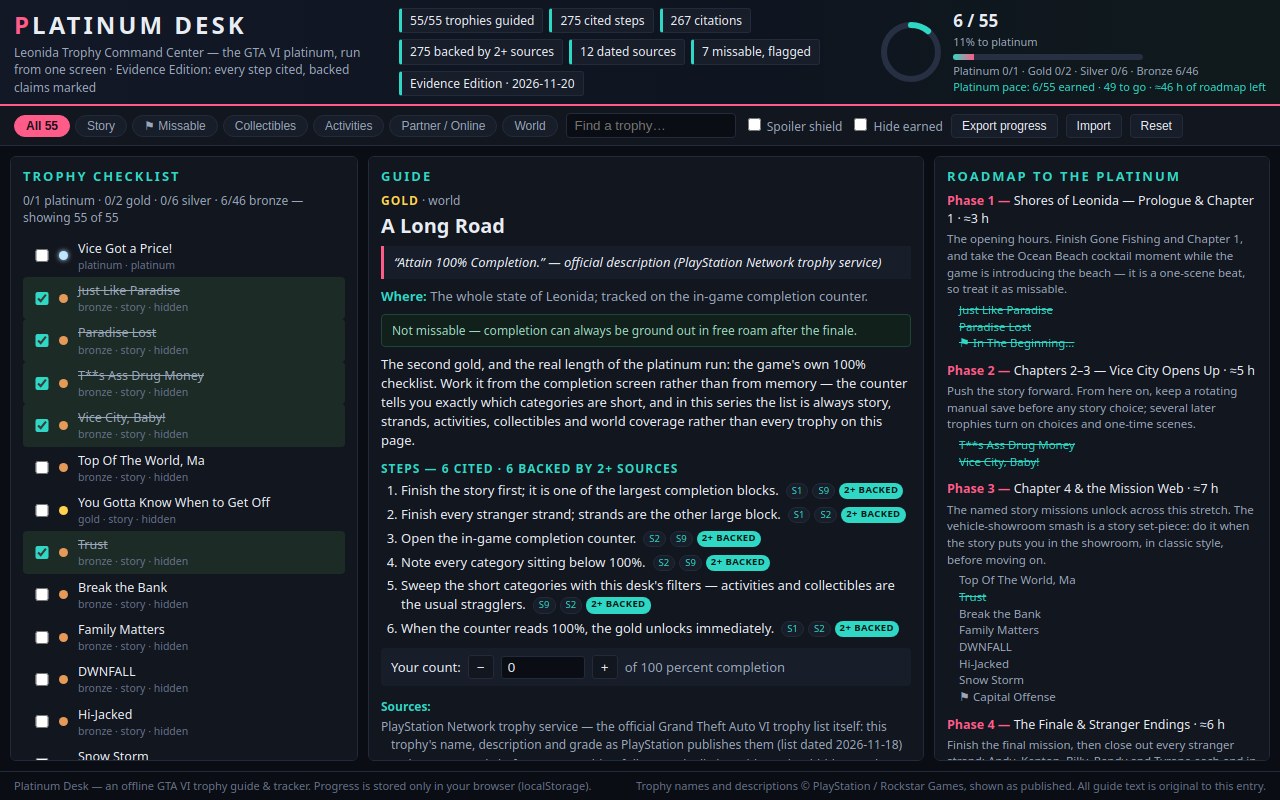 PLATINUM DESK
Leonida Trophy Command Center — the GTA VI platinum, run
from one screen · Evidence Edition: every step cited, backed
claims marked
55/55 trophies guided
275 cited steps
267 citations
275 backed by 2+ sources
12 dated sources
7 missable, flagged
Evidence Edition · 2026-11-20
6 / 55
11% to platinum
Platinum 0/1 · Gold 0/2 · Silver 0/6 · Bronze 6/46
Platinum pace: 6/55 earned · 49 to go · ≈46 h of roadmap left
All 55
Story
⚑ Missable
Collectibles
Activities
Partner / Online
World
Find a trophy…
Spoiler shield
Hide earned
Export progress
Import
Reset
TROPHY CHECKLIST
0/1 platinum · 0/2 gold · 0/6 silver · 6/46 bronze —
showing 55 of 55
Vice Got a Price!
platinum · platinum
Just Like Paradise
bronze · story · hidden
Paradise Lost
bronze · story · hidden
T**s Ass Drug Money
bronze · story · hidden
Vice City, Baby!
bronze · story · hidden
Top Of The World, Ma
bronze · story · hidden
You Gotta Know When to Get Off
gold · story · hidden
Trust
bronze · story · hidden
Break the Bank
bronze · story · hidden
Family Matters
bronze · story · hidden
DWNFALL
bronze · story · hidden
Hi-Jacked
bronze · story · hidden
Snow Storm
GUIDE
GOLD · world
A Long Road
“Attain 100% Completion.” — official description (PlayStation Network trophy service)
Where: The whole state of Leonida; tracked on the in-game completion counter.
Not missable — completion can always be ground out in free roam after the finale.
The second gold, and the real length of the platinum run: the game's own 100%
checklist. Work it from the completion screen rather than from memory — the counter
tells you exactly which categories are short, and in this series the list is always story,
strands, activities, collectibles and world coverage rather than every trophy on this
page.
STEPS — 6 CITED · 6 BACKED BY 2+ SOURCES
1. Finish the story first; it is one of the largest completion blocks. S1 S9 2+ BACKED
2. Finish every stranger strand; strands are the other large block. S1 S2 2+ BACKED
3. Open the in-game completion counter. S2 S9 2+ BACKED
4. Note every category sitting below 100%. S2 S9 2+ BACKED
5. Sweep the short categories with this desk's filters — activities and collectibles are
the usual stragglers. S9 S2 2+ BACKED
6. When the counter reads 100%, the gold unlocks immediately. S1 S2 2+ BACKED
Your count: − 0 + of 100 percent completion
Sources:
PlayStation Network trophy service — the official Grand Theft Auto VI trophy list itself: this
trophy's name, description and grade as PlayStation publishes them (list dated 2026-11-18)
ROADMAP TO THE PLATINUM
Phase 1 — Shores of Leonida — Prologue & Chapter
1 · ≈3 h
The opening hours. Finish Gone Fishing and Chapter 1,
and take the Ocean Beach cocktail moment while the
game is introducing the beach — it is a one-scene beat,
so treat it as missable.
Just Like Paradise
Paradise Lost
⚑ In The Beginning...
Phase 2 — Chapters 2–3 — Vice City Opens Up · ≈5 h
Push the story forward. From here on, keep a rotating
manual save before any story choice; several later
trophies turn on choices and one-time scenes.
T**s Ass Drug Money
Vice City, Baby!
Phase 3 — Chapter 4 & the Mission Web · ≈7 h
The named story missions unlock across this stretch. The
vehicle-showroom smash is a story set-piece: do it when
the story puts you in the showroom, in classic style,
before moving on.
Top Of The World, Ma
Trust
Break the Bank
Family Matters
DWNFALL
Hi-Jacked
Snow Storm
⚑ Capital Offense
Phase 4 — The Finale & Stranger Endings · ≈6 h
Finish the final mission, then close out every stranger
Platinum Desk — an offline GTA VI trophy guide & tracker. Progress is stored only in your browser (localStorage).
Trophy names and descriptions © PlayStation / Rockstar Games, shown as published. All guide text is original to this entry.